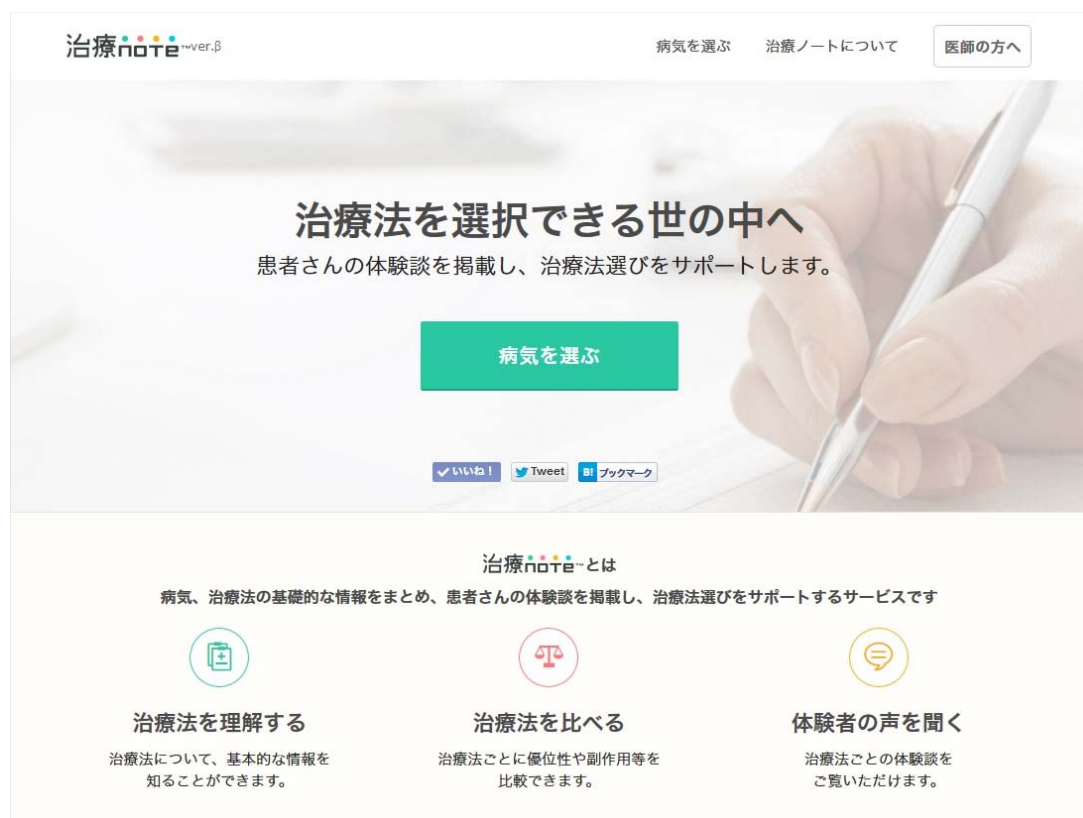 治療note™ver.β
病気を選ぶ 治療ノートについて 医師の方へ
治療法を選択できる世の中へ
患者さんの体験談を掲載し、治療法選びをサポートします。
病気を選ぶ
いいね！ Tweet B! ブックマーク
治療note™とは
病気、治療法の基礎的な情報をまとめ、患者さんの体験談を掲載し、治療法選びをサポートするサービスです
治療法を理解する 治療法を比べる 体験者の声を聞く
治療法について、基本的な情報を 治療法ごとに優位性や副作用等を 治療法ごとの体験談を
知ることができます。 比較できます。 ご覧いただけます。